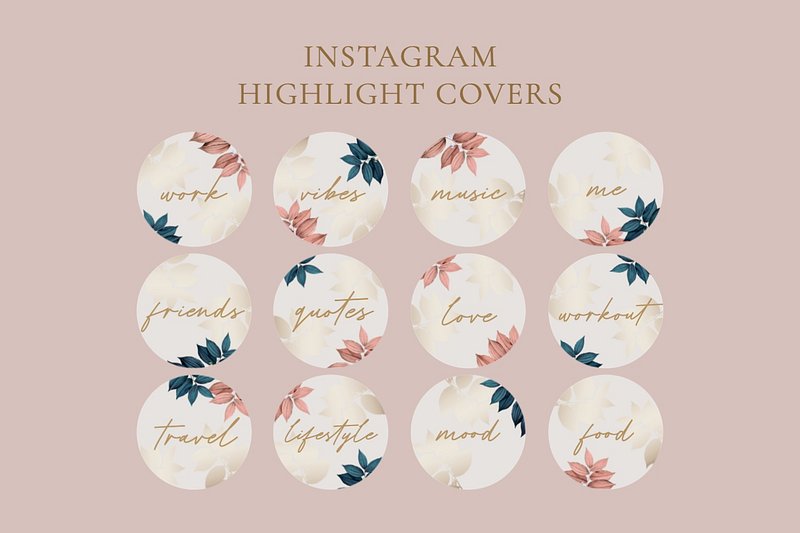 INSTAGRAM
HIGHLIGHT COVERS
work vibes music me
friends quotes love workout
travel lifestyle mood food